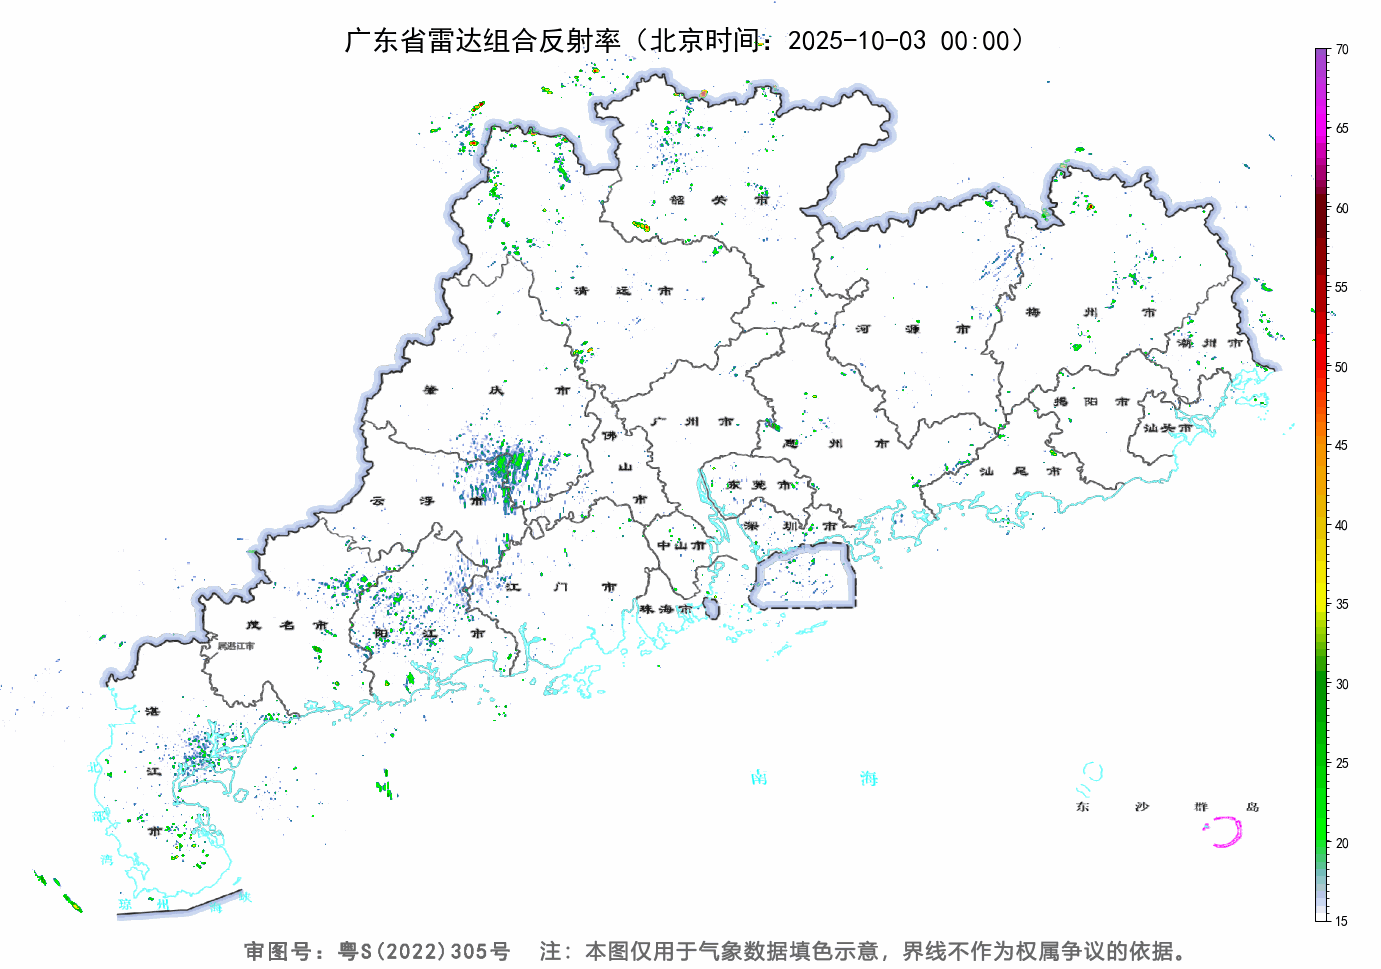 广东省雷达组合反射率（北京时间：2025-10-03 00:00）
70
65
60
55
50
45
40
35
30
25
20
15
韶关市
清远市
河源市
梅州市
潮州市
肇庆市
广州市
惠州市
揭阳市
汕头市
佛山市
云浮市
东莞市
汕尾市
深圳市
中山市
江门市
珠海市
茂名市
阳江市
属湛江市
湛江市
北部湾
琼州海峡
南海
东沙群岛
审图号：粤S(2022)305号 注：本图仅用于气象数据填色示意，界线不作为权属争议的依据。